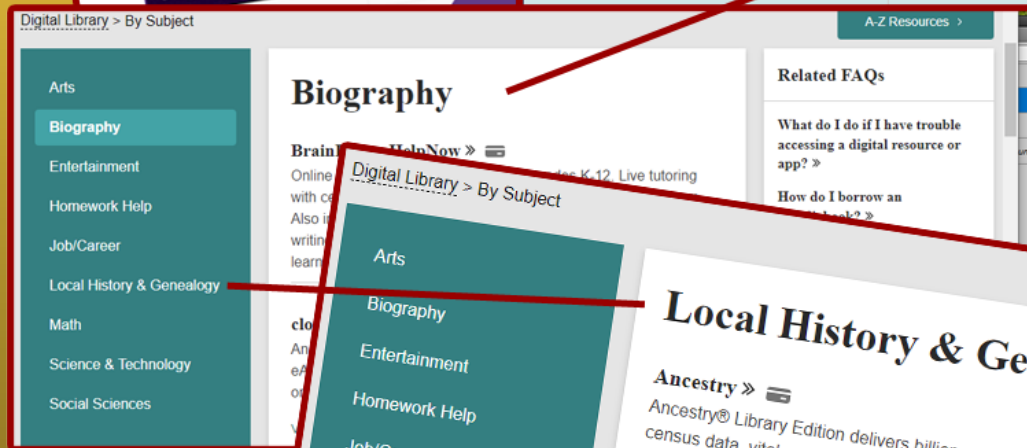 Digital Library > By Subject
A-Z Resources >
Arts
Biography
Entertainment
Homework Help
Job/Career
Local History & Genealogy
Math
Science & Technology
Social Sciences
Biography
HelpNow »
Online K-12. Live tutoring
with
Also
learn
Related FAQs
What do I do if I have trouble
accessing a digital resource or
app? »
How do I borrow an
Digital Library > By Subject
Arts
Biography
Entertainment
Homework Help
Local History &
Ancestry »
Ancestry® Library Edition delivers
census data,